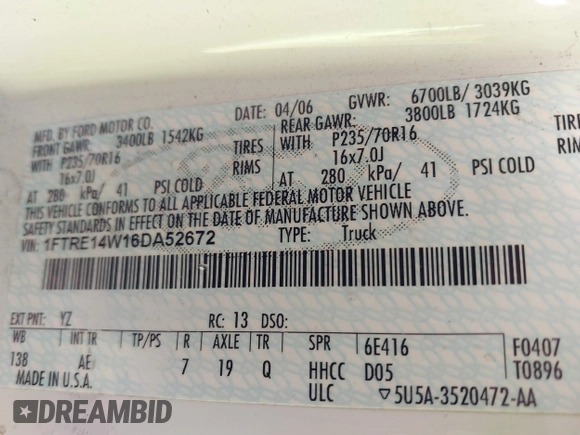 MFD. BY FORD MOTOR CO. DATE: 04/06 GVWR: 6700LB/ 3039KG
FRONT GAWR: 3400LB 1542KG REAR GAWR: 3800LB 1724KG
WITH P235/70R16 TIRES WITH P235/70R16 TIRES
16x7.0J RIMS 16x7.0J RIMS
AT 280 kPa/ 41 PSI COLD AT 280 kPa/ 41 PSI COLD
THIS VEHICLE CONFORMS TO ALL APPLICABLE FEDERAL MOTOR VEHICLE
SAFETY STANDARDS IN EFFECT ON THE DATE OF MANUFACTURE SHOWN ABOVE.
VIN: 1FTRE14W16DA52672 TYPE: Truck
EXT PNT: YZ RC: 13 DSO:
WB INT TR TP/PS R AXLE TR SPR 6E416 F0407
138 AE 7 19 Q HHCC D05 T0896
MADE IN U.S.A. ULC ▽5U5A-3520472-AA
DREAMBID